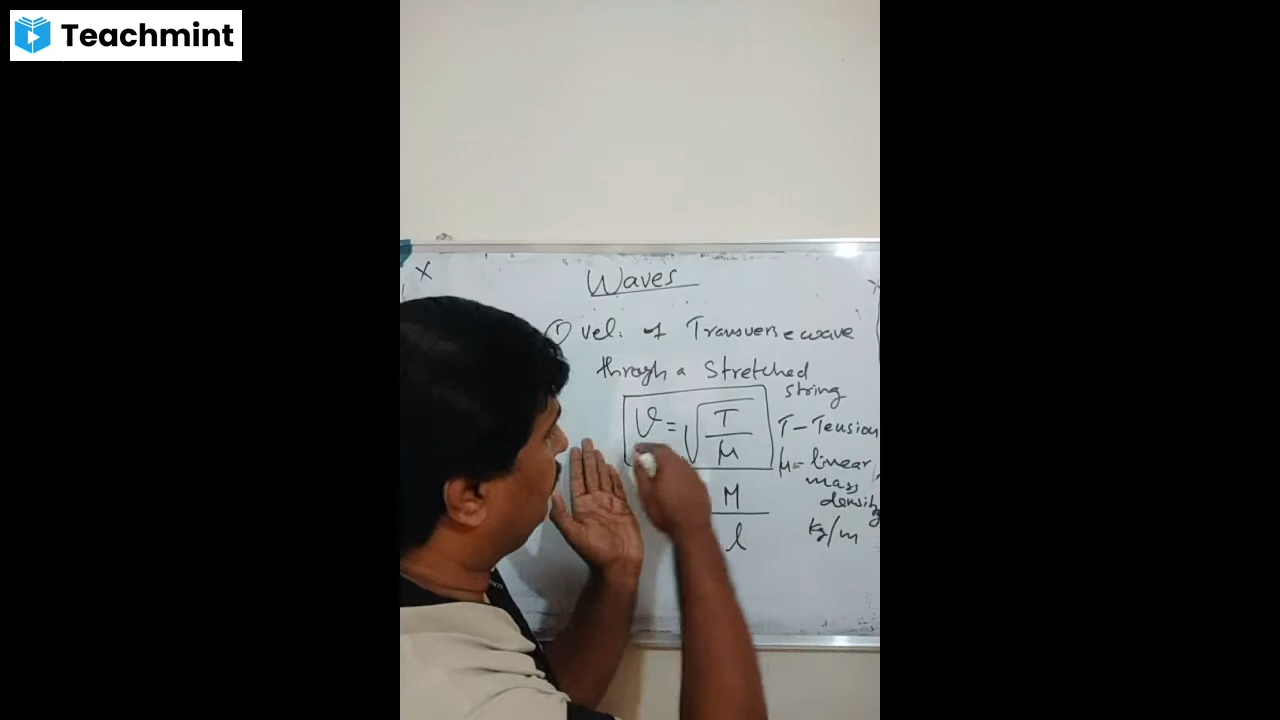 Teachmint
X
Waves
① vel. of Transverse wave
through a Stretched
string
V = √T/μ
T - Tension
μ = linear
mass
density
M
l
kg/m